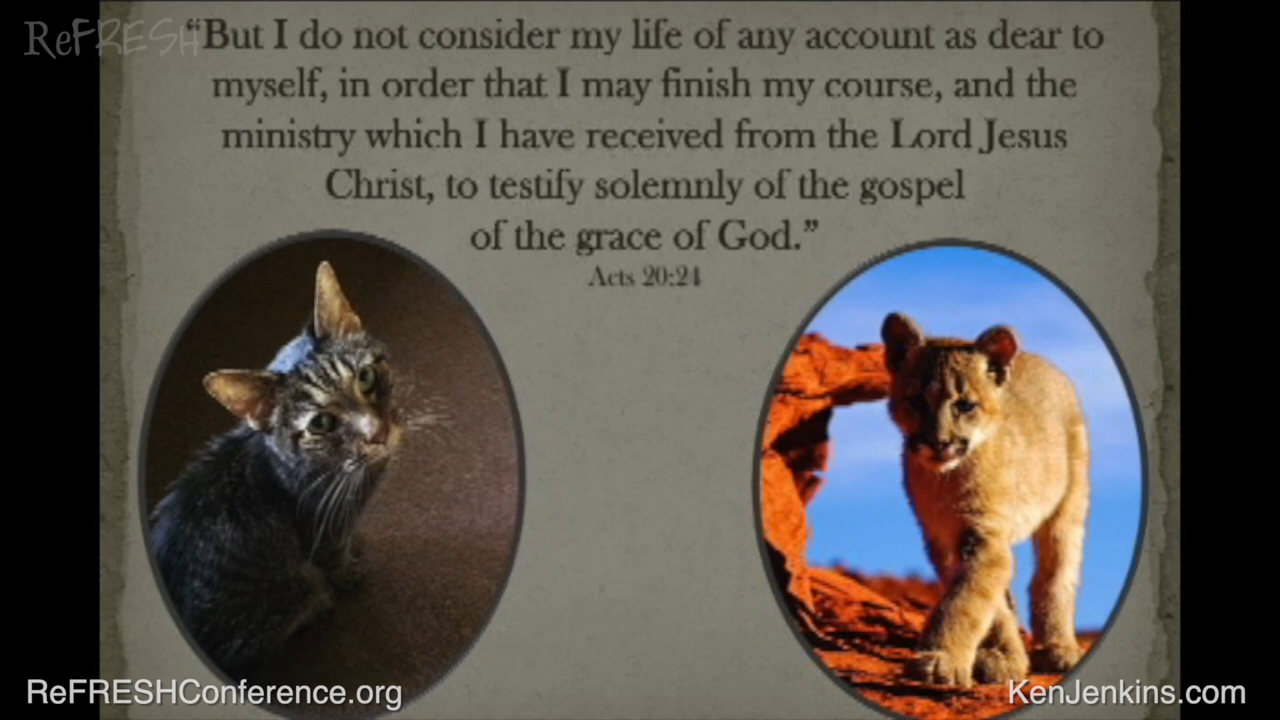 ReFRESH
“But I do not consider my life of any account as dear to
myself, in order that I may finish my course, and the
ministry which I have received from the Lord Jesus
Christ, to testify solemnly of the gospel
of the grace of God.”
Acts 20:24
ReFRESHConference.org
KenJenkins.com